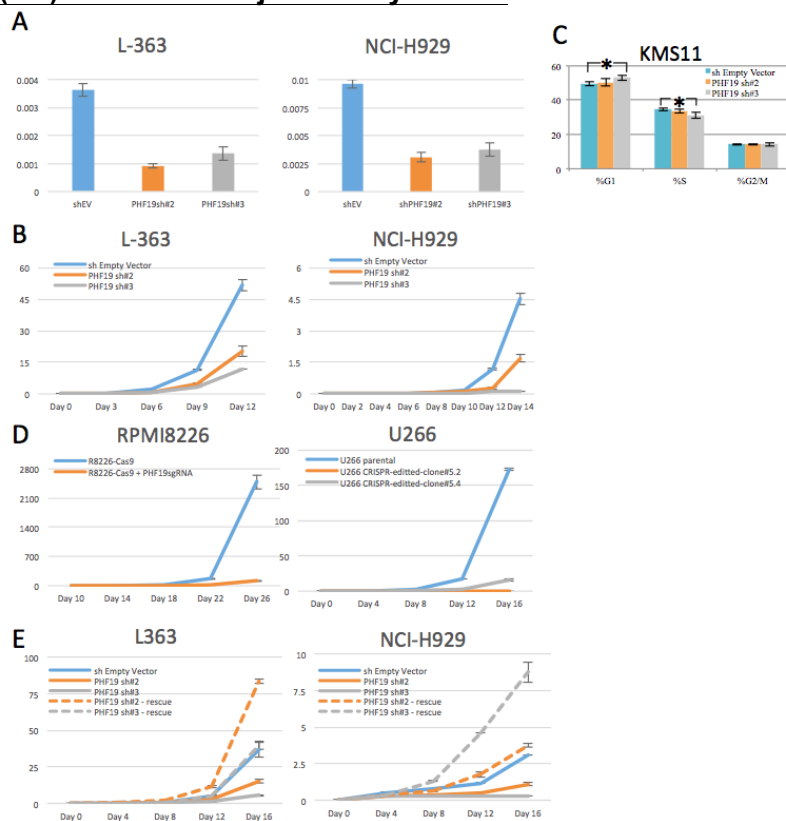 A
L-363
NCI-H929
0.004
0.003
0.002
0.001
0
shEV
PHF19sh#2
PHF19sh#3
0.01
0.0075
0.005
0.0025
0
shEV
shPHF19#2
shPHF19#3
C
KMS11
60
40
20
0
*
*
sh Empty Vector
PHF19 sh#2
PHF19 sh#3
%G1
%S
%G2/M
B
L-363
NCI-H929
60
45
30
15
0
sh Empty Vector
PHF19 sh#2
PHF19 sh#3
Day 0 Day 3 Day 6 Day 9 Day 12
6
4.5
3
1.5
0
sh Empty Vector
PHF19 sh#2
PHF19 sh#3
Day 0 Day 2 Day 4 Day 6 Day 8 Day 10 Day 12 Day 14
D
RPMI8226
U266
2800
2100
1400
700
0
R8226-Cas9
R8226-Cas9 + PHF19sgRNA
Day 10 Day 14 Day 18 Day 22 Day 26
200
150
100
50
0
U266 parental
U266 CRISPR-editted-clone#5.2
U266 CRISPR-editted-clone#5.4
Day 0 Day 4 Day 8 Day 12 Day 16
E
L363
NCI-H929
100
75
50
25
0
sh Empty Vector
PHF19 sh#2
PHF19 sh#3
PHF19 sh#2 - rescue
PHF19 sh#3 - rescue
Day 0 Day 4 Day 8 Day 12 Day 16
10
7.5
5
2.5
0
sh Empty Vector
PHF19 sh#2
PHF19 sh#3
PHF19 sh#2 - rescue
PHF19 sh#3 - rescue
Day 0 Day 4 Day 8 Day 12 Day 16